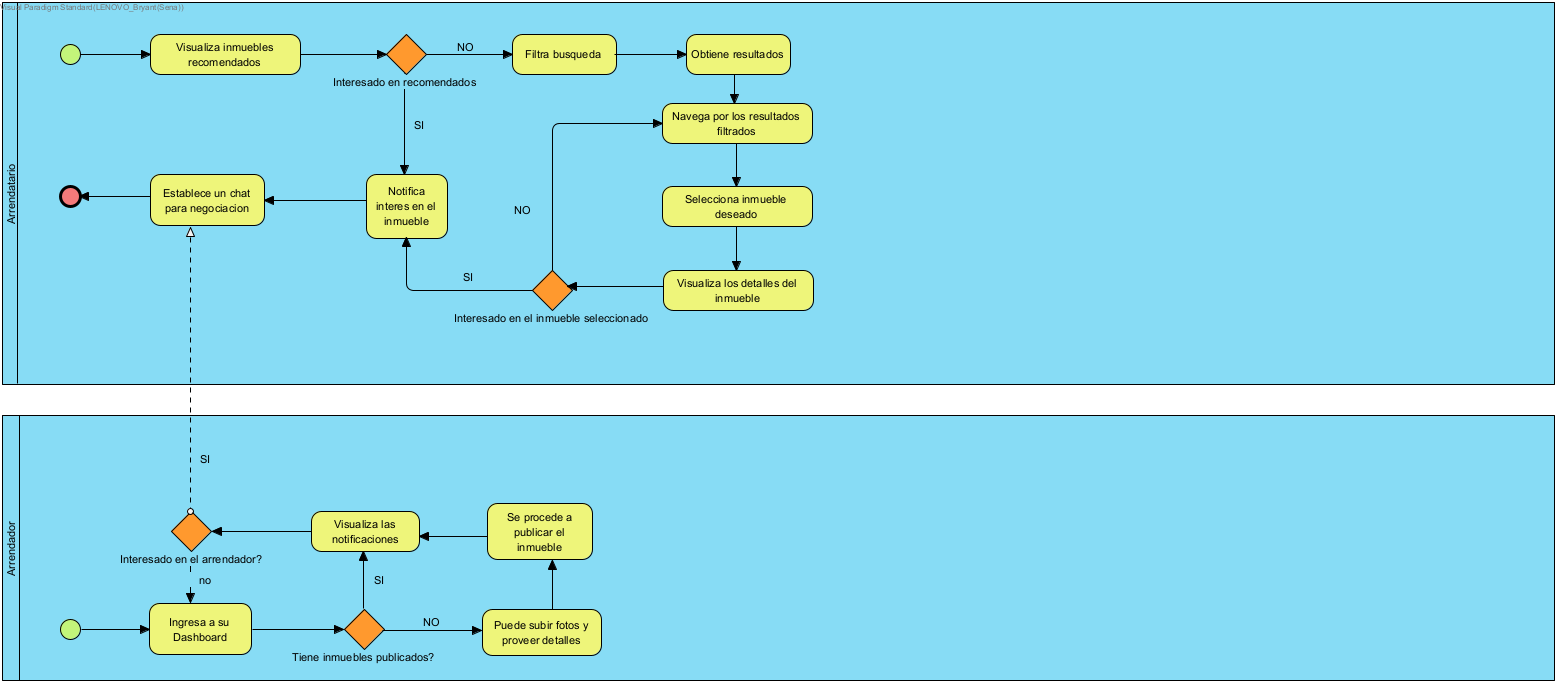 Visual Paradigm Standard(LENOVO_Bryant(Sena))
Arrendatario
Visualiza inmuebles
recomendados
Interesado en recomendados
NO
Filtra busqueda
Obtiene resultados
SI
Navega por los resultados
filtrados
Establece un chat
para negociacion
Notifica
interes en el
inmueble
NO
Selecciona inmueble
deseado
SI
Visualiza los detalles del
inmueble
Interesado en el inmueble seleccionado
Arrendador
SI
Interesado en el arrendador?
no
Visualiza las
notificaciones
Se procede a
publicar el
inmueble
SI
Ingresa a su
Dashboard
Tiene inmuebles publicados?
NO
Puede subir fotos y
proveer detalles